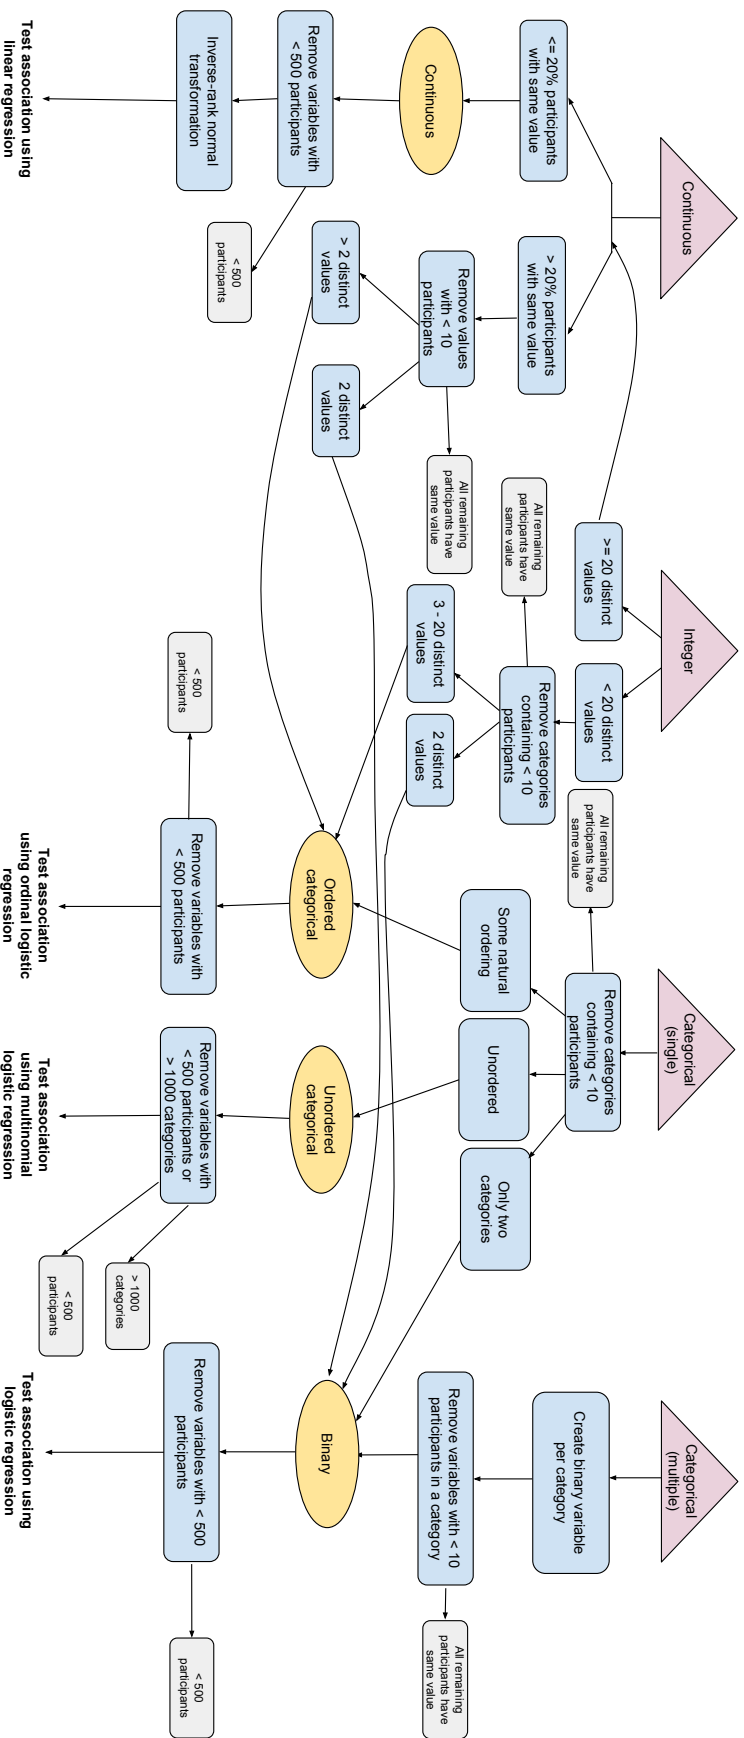 Continuous
Integer
Categorical
(single)
Categorical
(multiple)
<= 20% participants
with same value
> 20% participants
with same value
>= 20 distinct
values
< 20 distinct
values
All remaining
participants have
same value
Remove categories
containing < 10
participants
Create binary variable
per category
Continuous
Remove values
with < 10
participants
All remaining
participants have
same value
All remaining
participants have
same value
Remove categories
containing < 10
participants
Some natural
ordering
Unordered
Only two
categories
Remove variables with < 10
participants in a category
All remaining
participants have
same value
Remove variables with
< 500 participants
> 2 distinct
values
2 distinct
values
3 - 20 distinct
values
2 distinct
values
Ordered
categorical
Unordered
categorical
Binary
Inverse-rank normal
transformation
< 500
participants
< 500
participants
Remove variables with
< 500 participants
Remove variables with
< 500 participants or
> 1000 categories
> 1000
categories
< 500
participants
Remove variables with < 500
participants
< 500
participants
Test association using
linear regression
Test association
using ordinal logistic
regression
Test association
using multinomial
logistic regression
Test association using
logistic regression